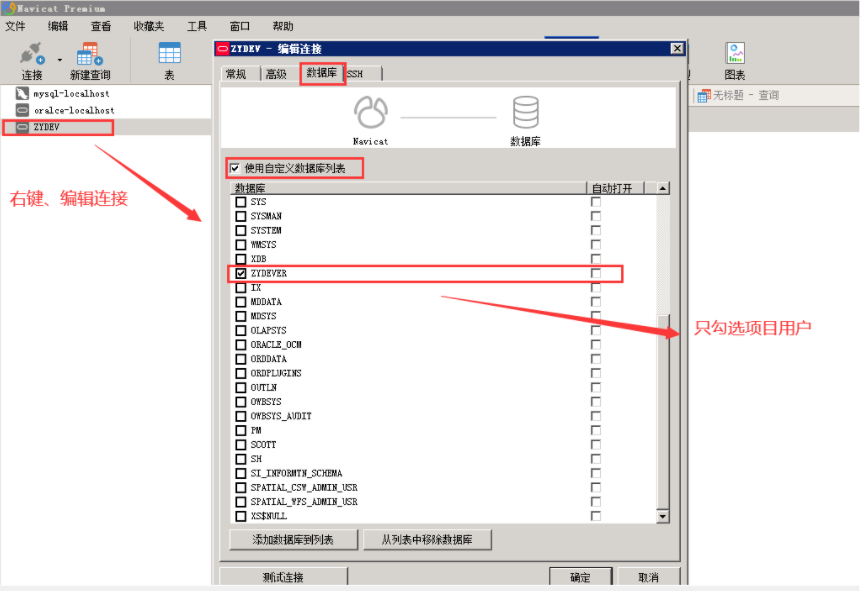 Navicat Premium
文件 编辑 查看 收藏夹 工具 窗口 帮助
连接 新建查询 表 图表
mysql-localhost
oralce-localhost
ZYDEV
右键、编辑连接
ZYDEV - 编辑连接
常规 高级 数据库 SSH
无标题 - 查询
Navicat 数据库
使用自定义数据库列表
数据库 自动打开
SYS
SYSMAN
SYSTEM
WMSYS
XDB
ZYDEVER
IX
MDDATA
MDSYS
OLAPSYS
ORACLE_OCM
ORDDATA
ORDPLUGINS
OUTLN
OWBSYS
OWBSYS_AUDIT
PM
SCOTT
SH
SI_INFORMTN_SCHEMA
SPATIAL_CSW_ADMIN_USR
SPATIAL_WFS_ADMIN_USR
XS$NULL
只勾选项目用户
添加数据库到列表 从列表中移除数据库
测试连接 确定 取消